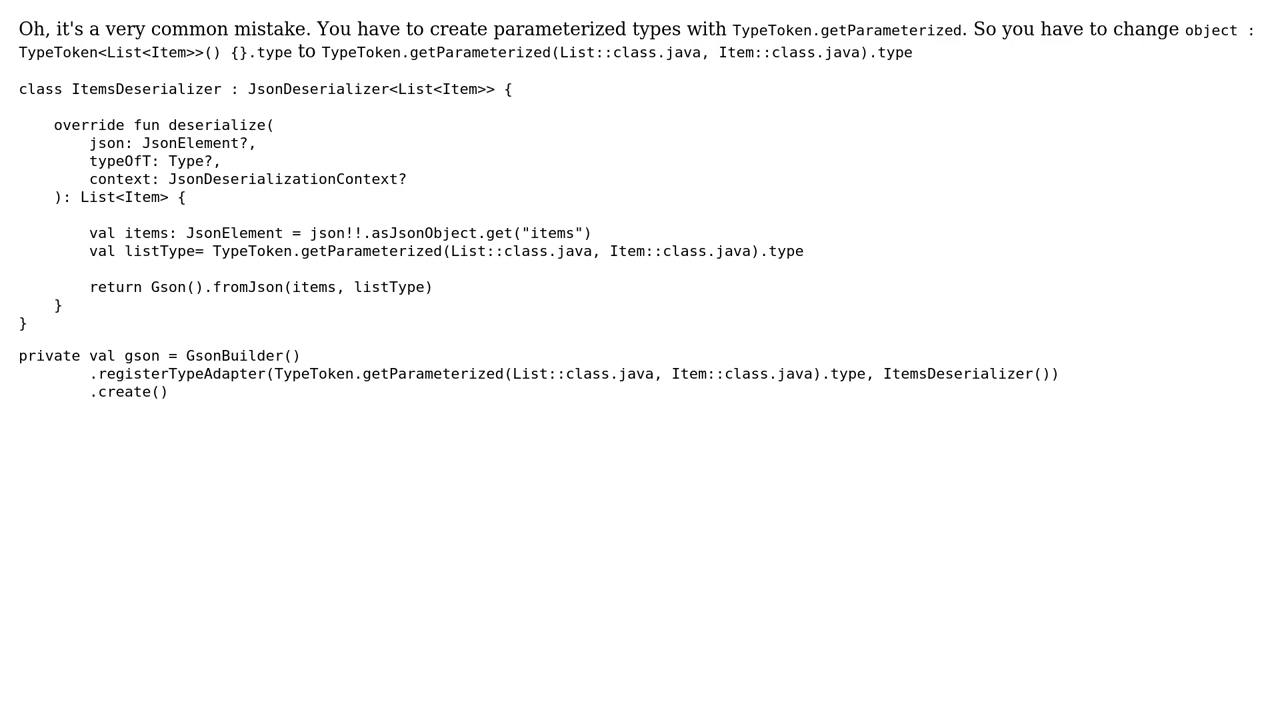 Oh, it's a very common mistake. You have to create parameterized types with TypeToken.getParameterized. So you have to change object :
TypeToken<List<Item>>() {}.type to TypeToken.getParameterized(List::class.java, Item::class.java).type
class ItemsDeserializer : JsonDeserializer<List<Item>> {
    override fun deserialize(
        json: JsonElement?,
        typeOfT: Type?,
        context: JsonDeserializationContext?
    ): List<Item> {
        val items: JsonElement = json!!.asJsonObject.get("items")
        val listType= TypeToken.getParameterized(List::class.java, Item::class.java).type
        return Gson().fromJson(items, listType)
    }
}
private val gson = GsonBuilder()
        .registerTypeAdapter(TypeToken.getParameterized(List::class.java, Item::class.java).type, ItemsDeserializer())
        .create()